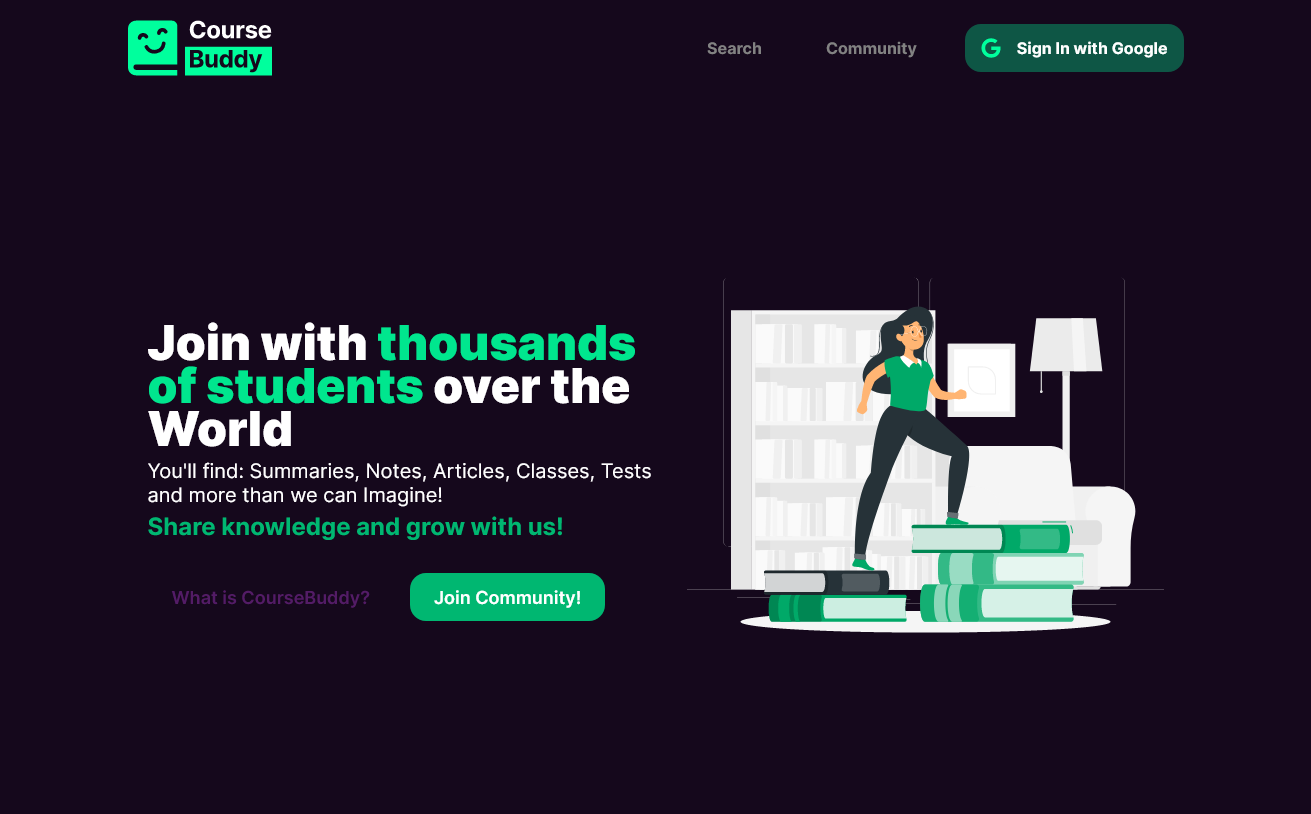 Course
Buddy
Search
Community
Sign In with Google
Join with thousands
of students over the
World
You'll find: Summaries, Notes, Articles, Classes, Tests
and more than we can Imagine!
Share knowledge and grow with us!
What is CourseBuddy?
Join Community!